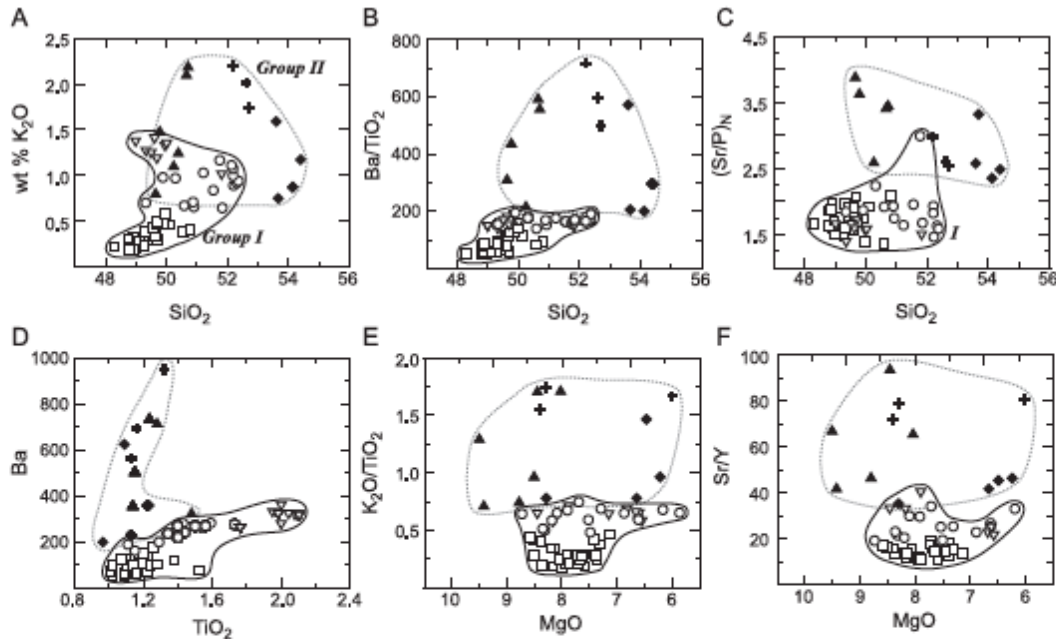 A
wt % K2O
2.5
2.0
1.5
1.0
0.5
Group II
Group I
48 50 52 54 56
SiO2
B
Ba/TiO2
800
600
400
200
48 50 52 54 56
SiO2
C
(Sr/P)N
4.5
3.5
2.5
1.5
I
48 50 52 54 56
SiO2
D
Ba
1000
800
600
400
200
0.8 1.2 1.6 2.0 2.4
TiO2
E
K2O/TiO2
2.0
1.5
1.0
0.5
10 9 8 7 6
MgO
F
Sr/Y
100
80
60
40
20
10 9 8 7 6
MgO